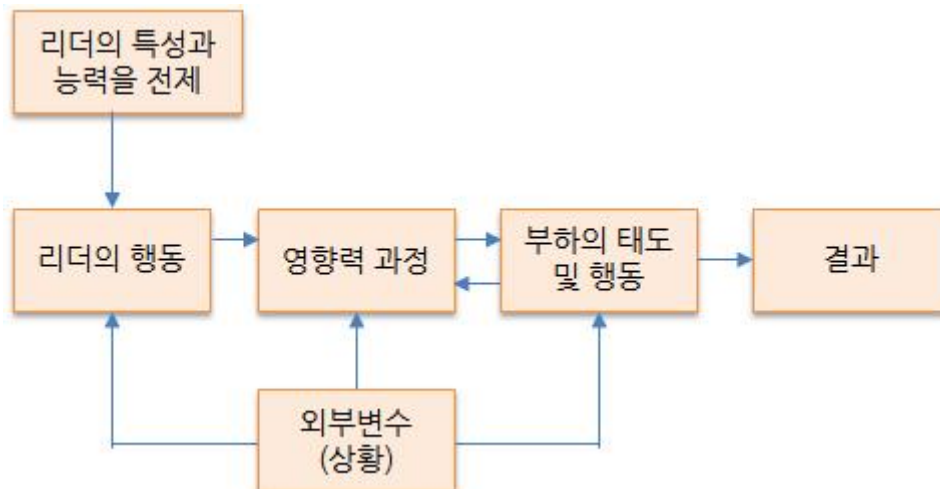 리더의 특성과
능력을 전제
리더의 행동
영향력 과정
부하의 태도
및 행동
결과
외부변수
(상황)